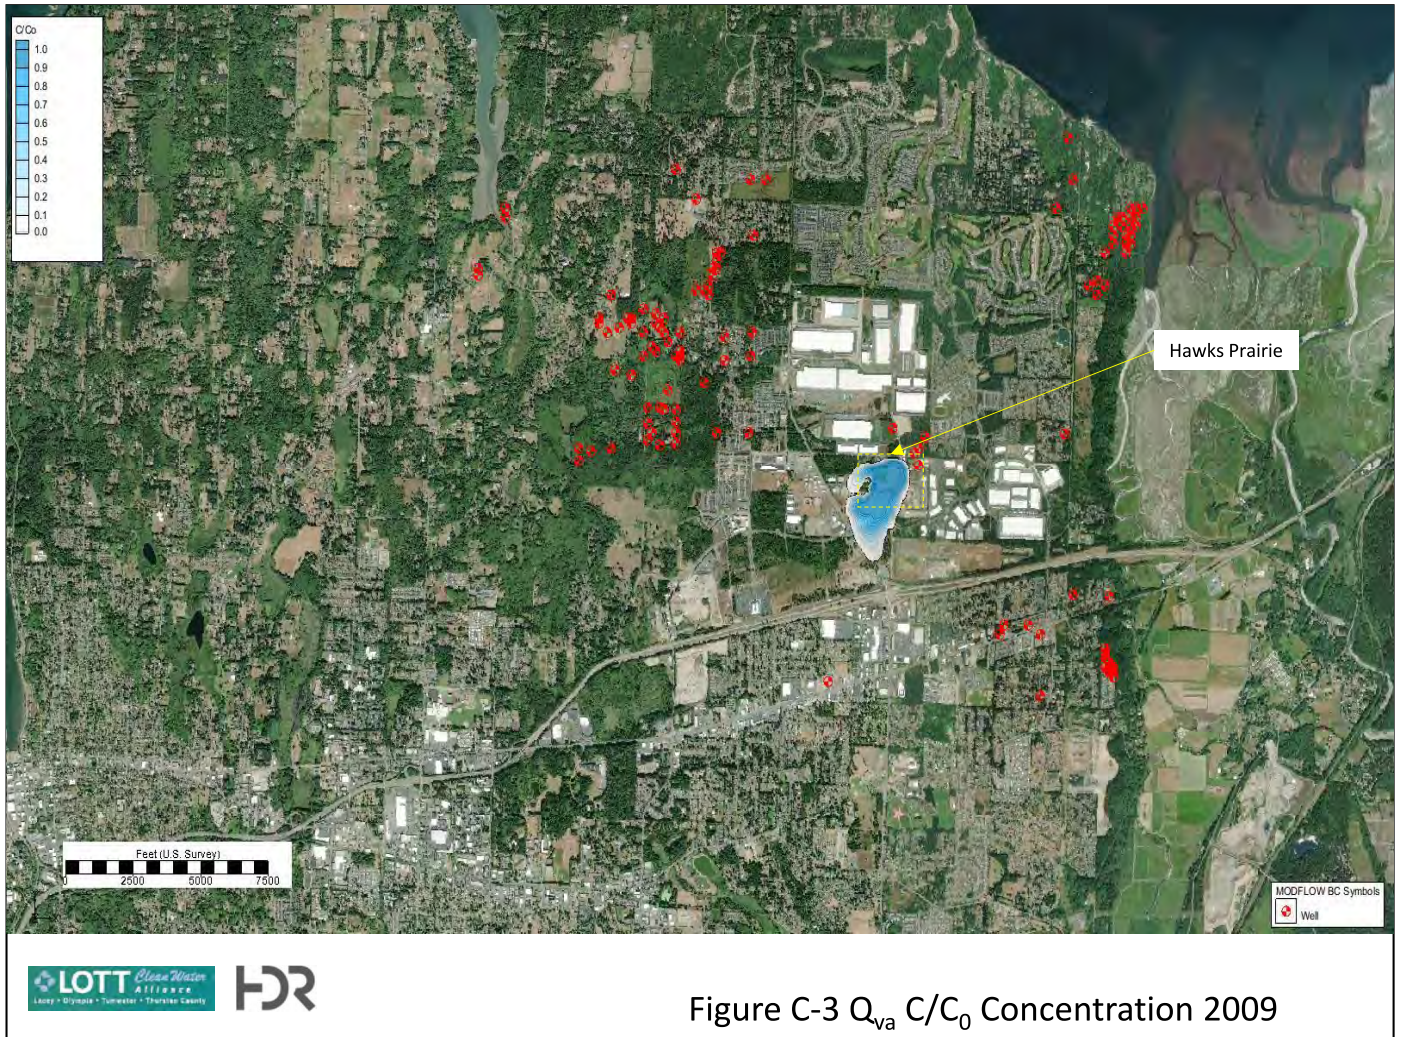 C/Co
1.0
0.9
0.8
0.7
0.6
0.5
0.4
0.3
0.2
0.1
0.0
Hawks Prairie
Feet (U.S. Survey)
0 2500 5000 7500
MODFLOW BC Symbols
Well
LOTT Clean Water
Alliance
Lacey • Olympia • Tumwater • Thurston County
HDR
Figure C-3 Qva C/C0 Concentration 2009